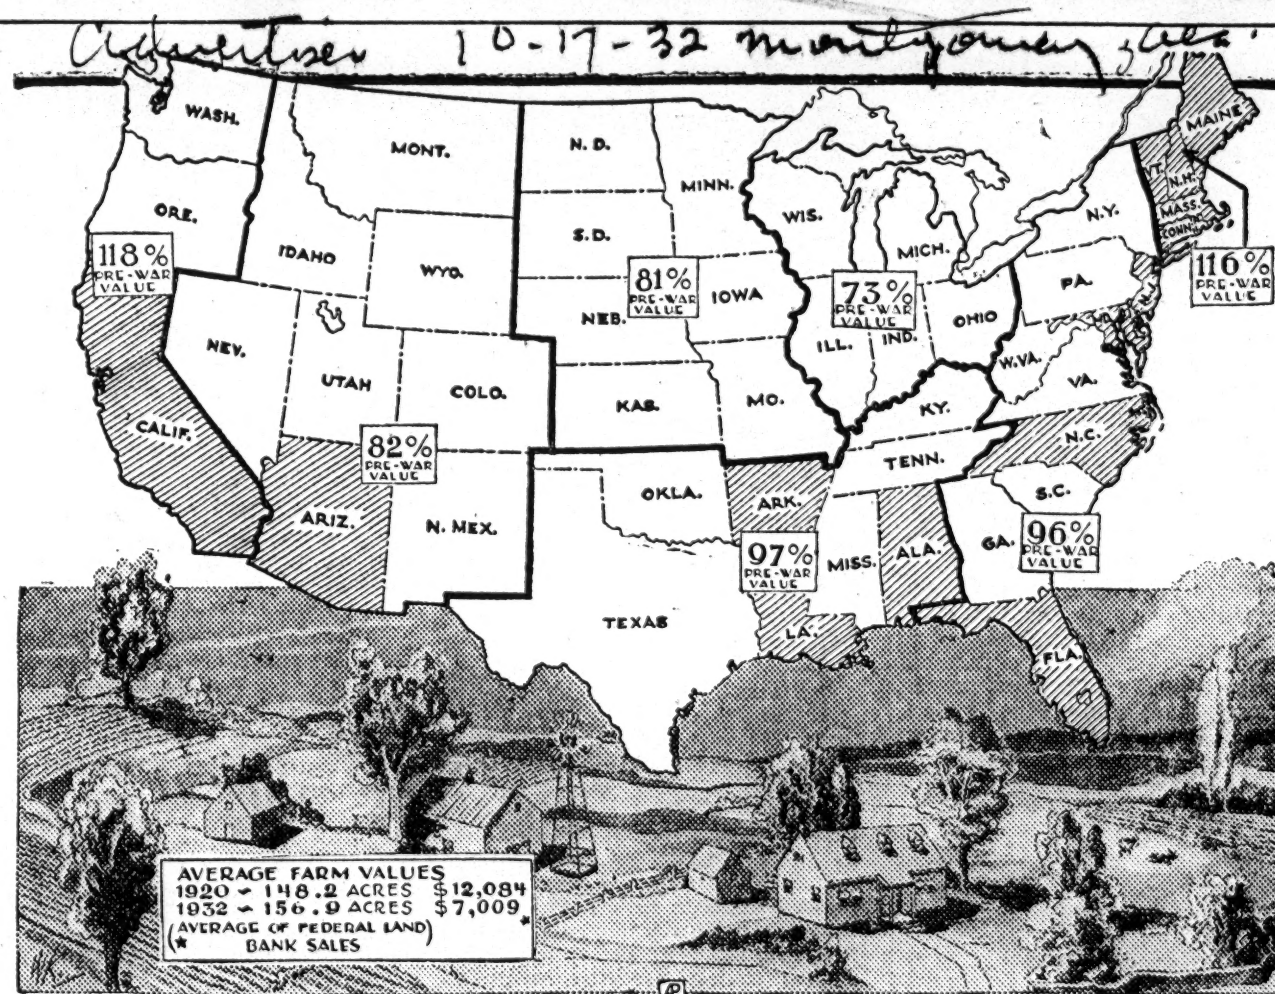 Advertiser 10-17-32 Montgomery, Ala.
MAINE
WASH.
MONT.
N.D.
MINN.
VT.
N.H.
ORE.
S.D.
WIS.
MICH.
N.Y.
MASS.
CONN.
IDAHO
WYO.
118%
PRE-WAR
VALUE
81%
PRE-WAR
VALUE
IOWA
73%
PRE-WAR
VALUE
PA.
N.J.
116%
PRE-WAR
VALUE
NEB.
OHIO
NEV.
ILL.
IND.
W.VA.
VA.
UTAH
COLO.
KAS.
MO.
KY.
CALIF.
82%
PRE-WAR
VALUE
N.C.
TENN.
OKLA.
ARK.
S.C.
ARIZ.
N. MEX.
97%
PRE-WAR
VALUE
MISS.
ALA.
GA.
96%
PRE-WAR
VALUE
TEXAS
LA.
FLA.
AVERAGE FARM VALUES
1920 ~ 148.2 ACRES $12,084
1932 ~ 156.9 ACRES $7,009*
(AVERAGE OF FEDERAL LAND)
(* BANK SALES
AP